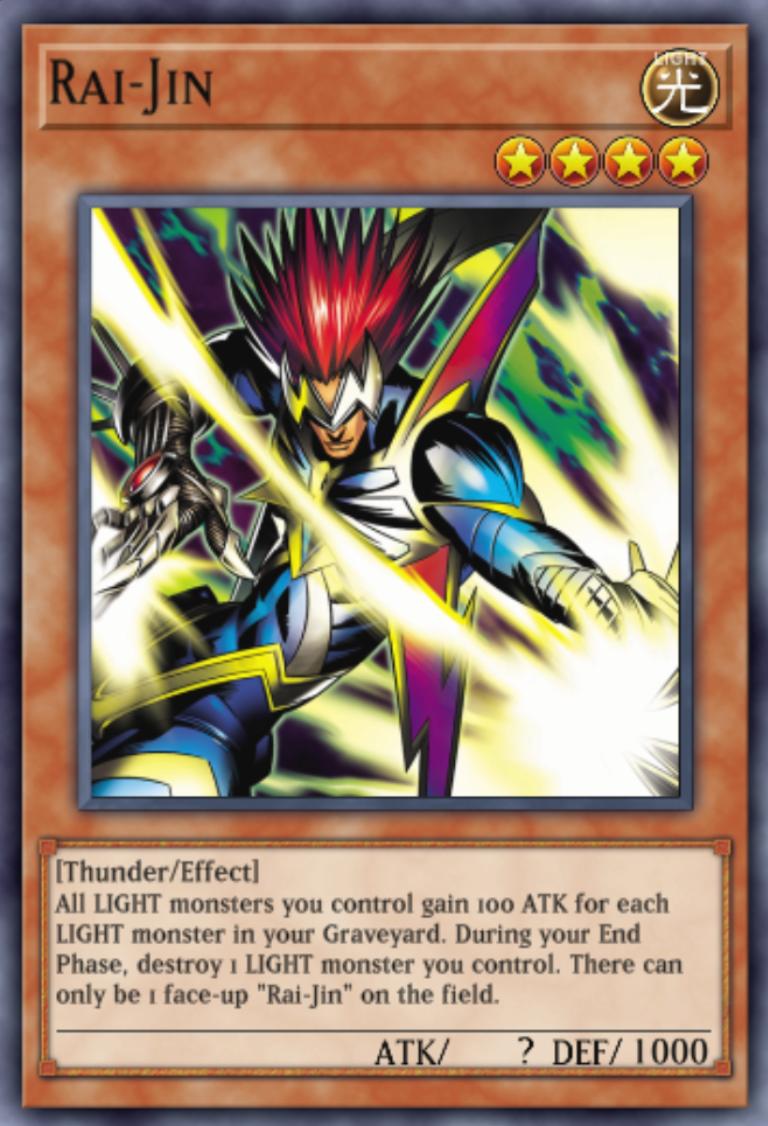 RAI-JIN
LIGHT
光
[Thunder/Effect]
All LIGHT monsters you control gain 100 ATK for each
LIGHT monster in your Graveyard. During your End
Phase, destroy 1 LIGHT monster you control. There can
only be 1 face-up "Rai-Jin" on the field.
ATK/ ? DEF/ 1000